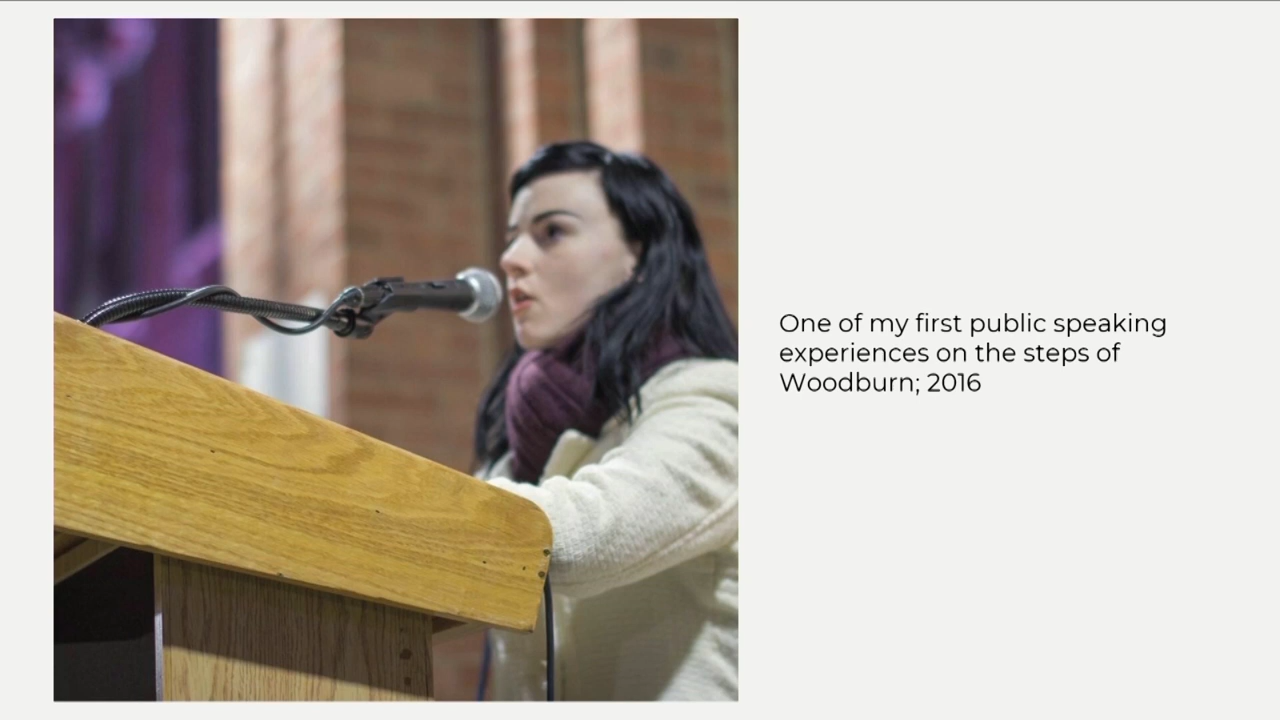 One of my first public speaking
experiences on the steps of
Woodburn; 2016